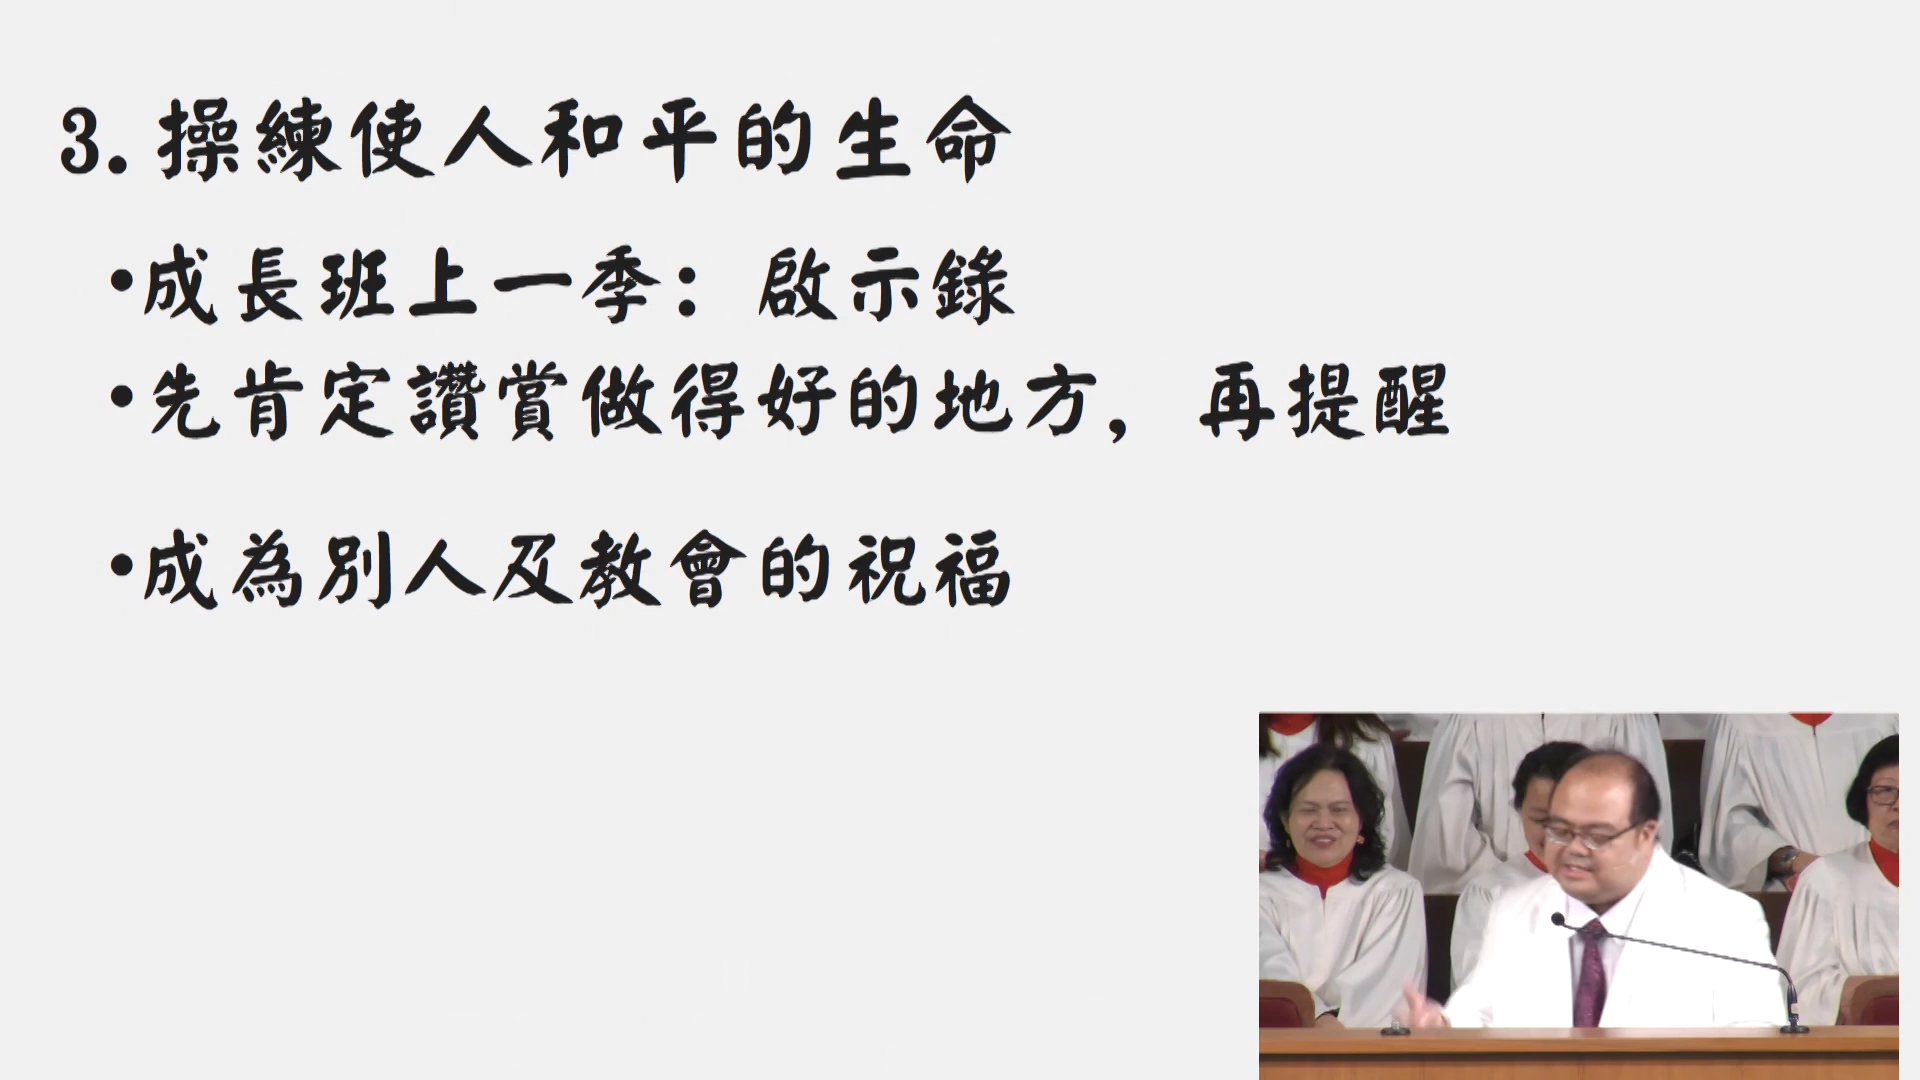 3.操練使人和平的生命
•成長班上一季：啟示錄
•先肯定讚賞做得好的地方，再提醒
•成為別人及教會的祝福